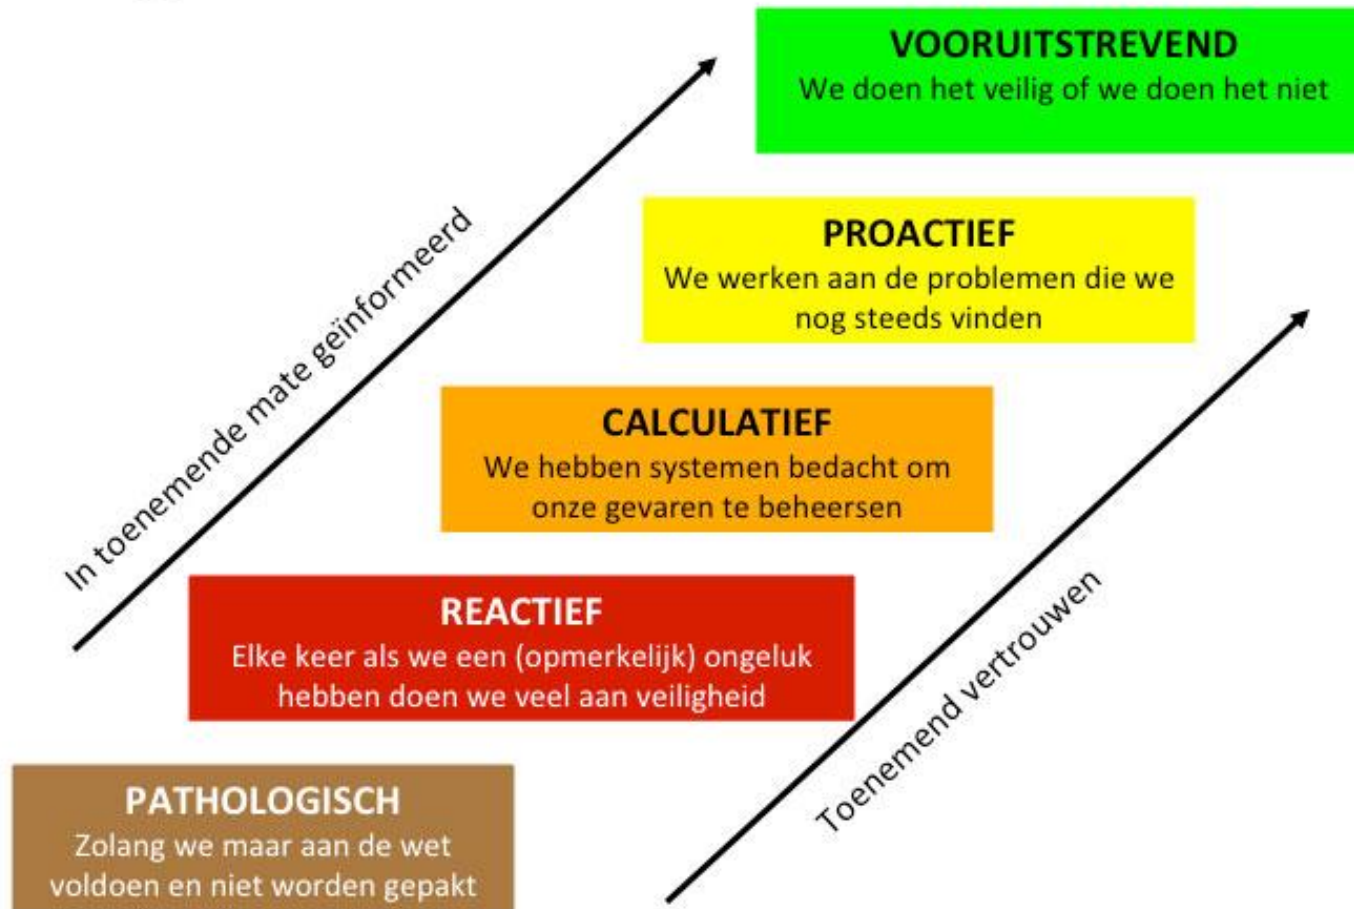 VOORUITSTREVEND
We doen het veilig of we doen het niet
PROACTIEF
We werken aan de problemen die we
nog steeds vinden
CALCULATIEF
We hebben systemen bedacht om
onze gevaren te beheersen
REACTIEF
Elke keer als we een (opmerkelijk) ongeluk
hebben doen we veel aan veiligheid
PATHOLOGISCH
Zolang we maar aan de wet
voldoen en niet worden gepakt
In toenemende mate geïnformeerd
Toenemend vertrouwen